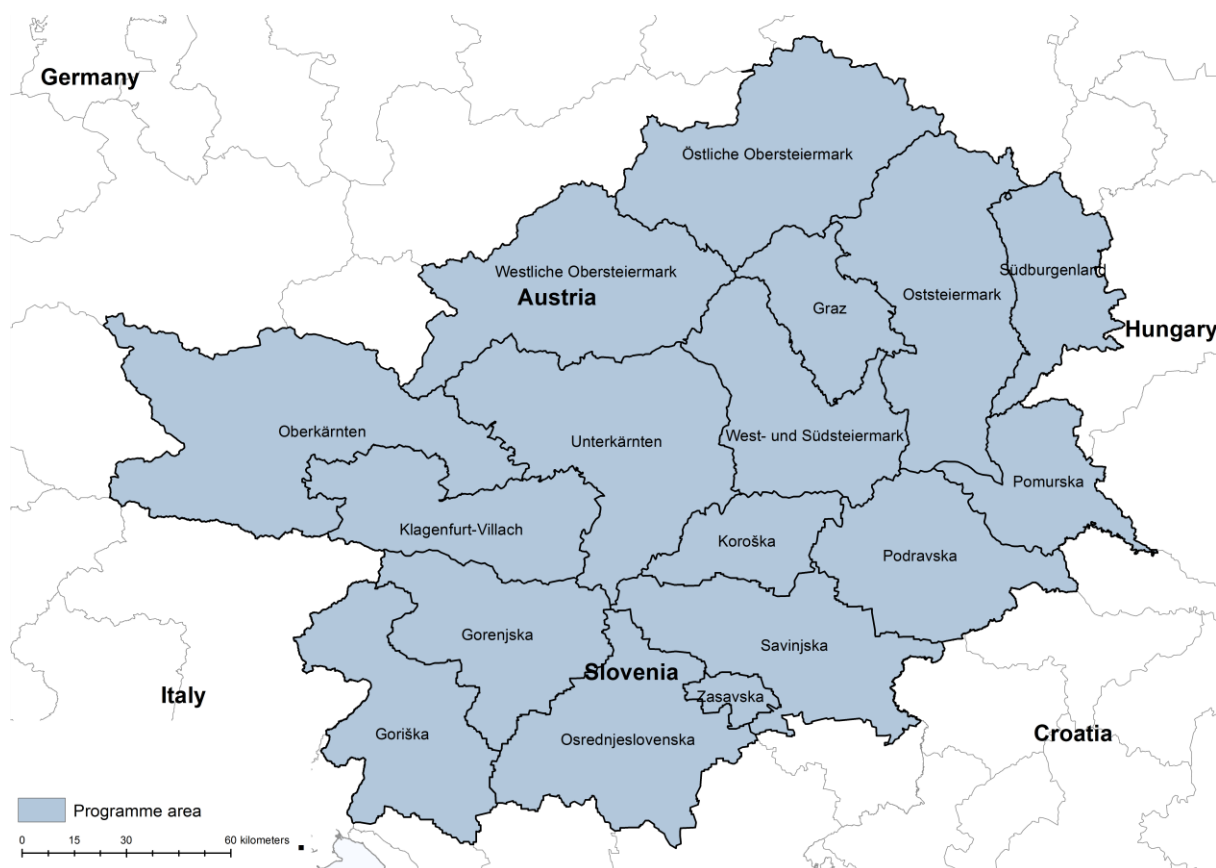 Germany
Östliche Obersteiermark
Westliche Obersteiermark
Austria
Südburgenland
Oststeiermark
Graz
Hungary
Oberkärnten
Unterkärnten
West- und Südsteiermark
Pomurska
Klagenfurt-Villach
Koroška
Podravska
Gorenjska
Savinjska
Slovenia
Italy
Zasavska
Goriška
Osrednjeslovenska
Croatia
Programme area
0 15 30 60 kilometers